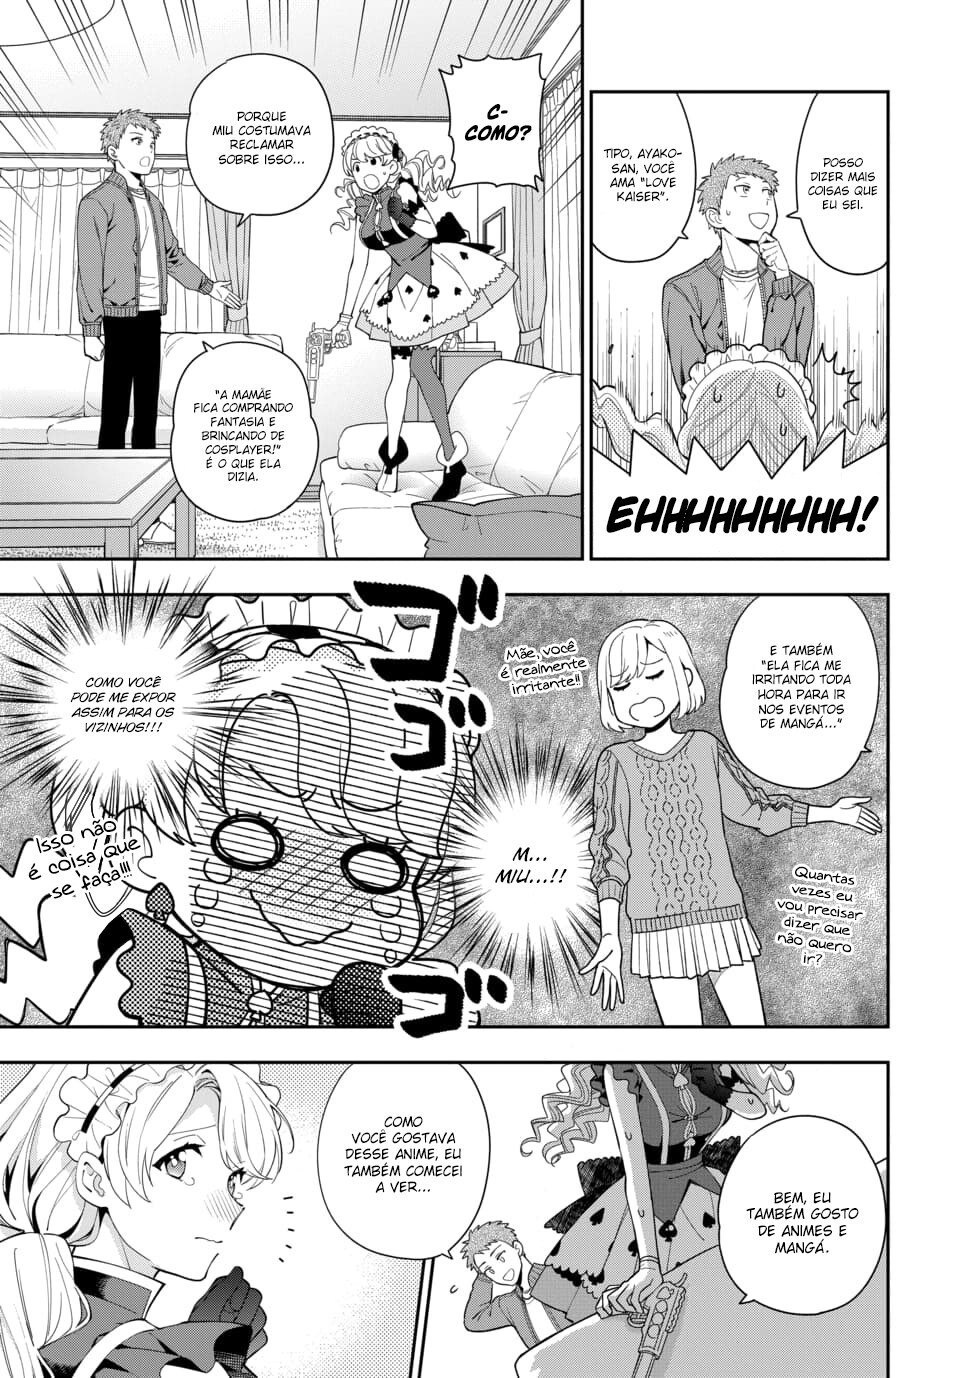 POSSO
DIZER MAIS
COISAS QUE
EU SEI.
TIPO, AYAKO-
SAN, VOCÊ
AMA "LOVE
KAISER".
EHHHHHHHHH!
C-
COMO?
PORQUE
MIU COSTUMAVA
RECLAMAR
SOBRE ISSO...
"A MAMÃE
FICA COMPRANDO
FANTASIA E
BRINCANDO DE
COSPLAYER!"
É O QUE ELA
DIZIA.
E TAMBÉM
"ELA FICA ME
IRRITANDO TODA
HORA PARA IR
NOS EVENTOS
DE MANGÁ..."
Mãe, você
é realmente
irritante!!
Quantas
vezes eu
vou precisar
dizer que
não quero
ir?
M...
MIU...!!
ゴゴ
ゴゴ
COMO VOCÊ
PODE ME EXPOR
ASSIM PARA OS
VIZINHOS!!!
Isso não
é coisa que
se faça!!!
BEM, EU
TAMBÉM GOSTO
DE ANIMES E
MANGÁ.
COMO
VOCÊ GOSTAVA
DESSE ANIME, EU
TAMBÉM COMECEI
A VER...